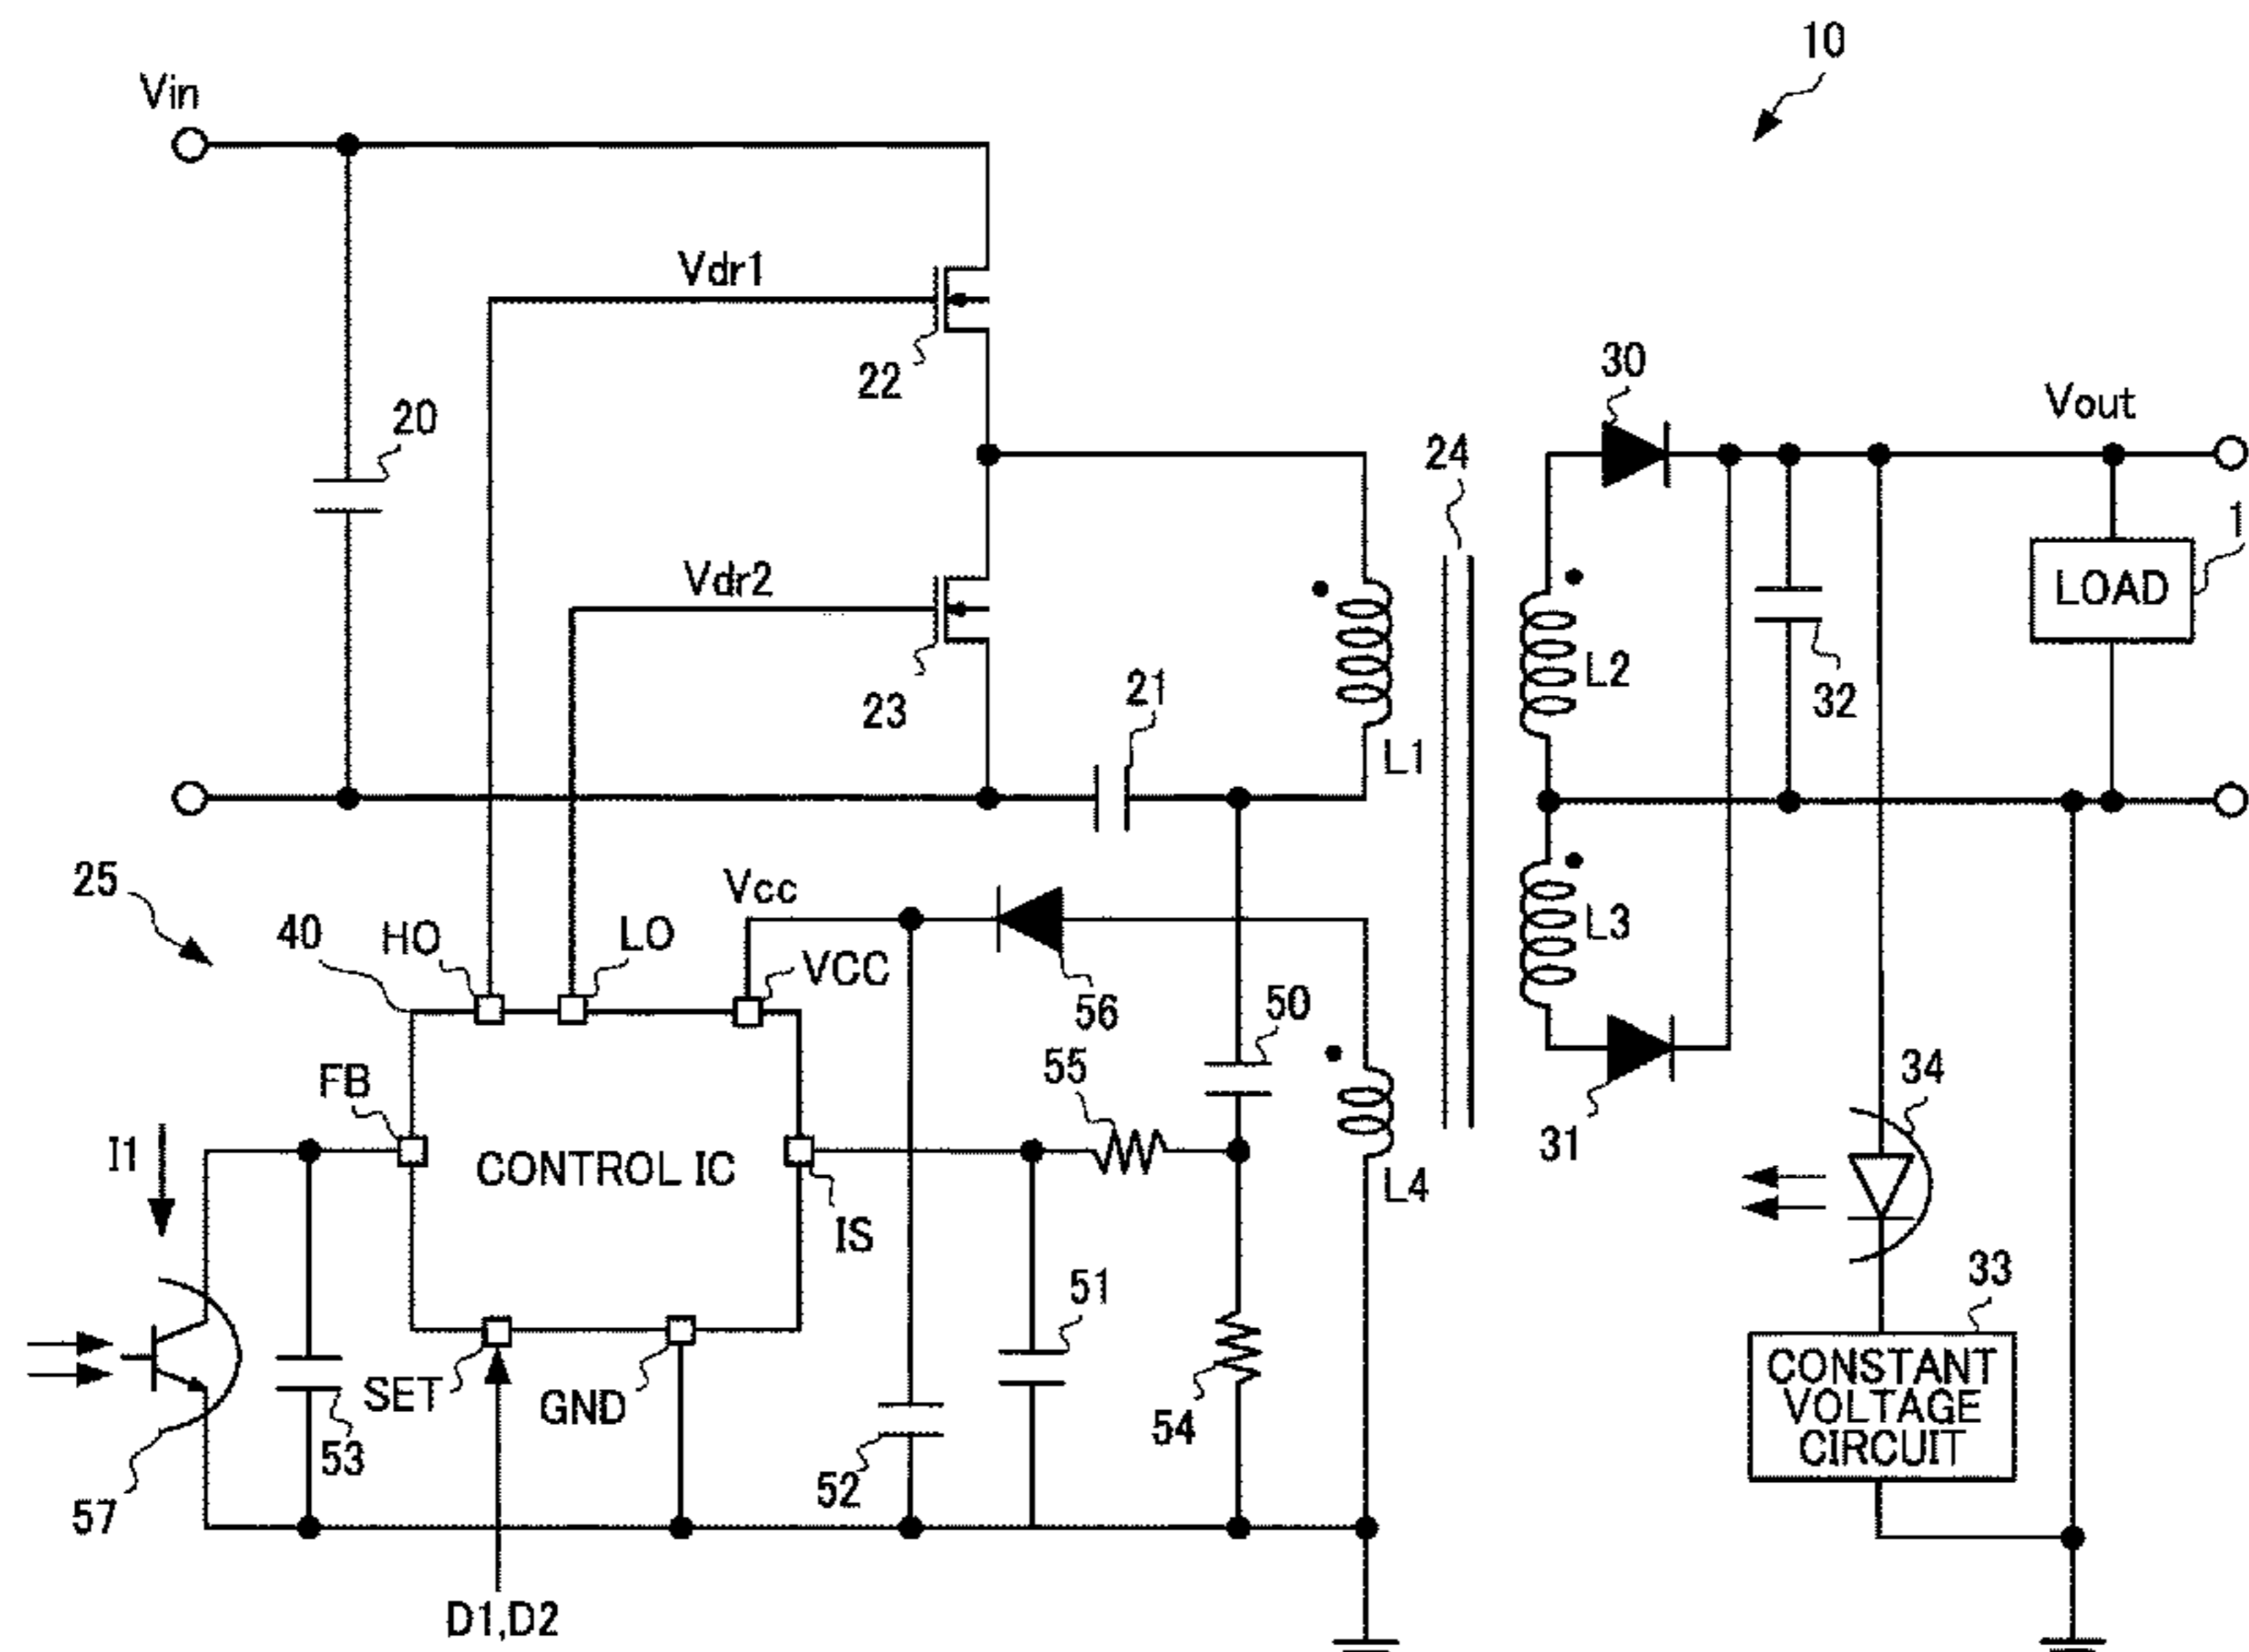 10
Vin
Vdr1
22
30
Vout
20
24
1
LOAD
Vdr2
23
21
L2
32
L1
25
Vcc
40
HO
LO
VCC
L3
56
50
55
34
FB
I1
CONTROL IC
31
L4
IS
33
51
SET
GND
CONSTANT
VOLTAGE
CIRCUIT
54
53
52
57
D1,D2